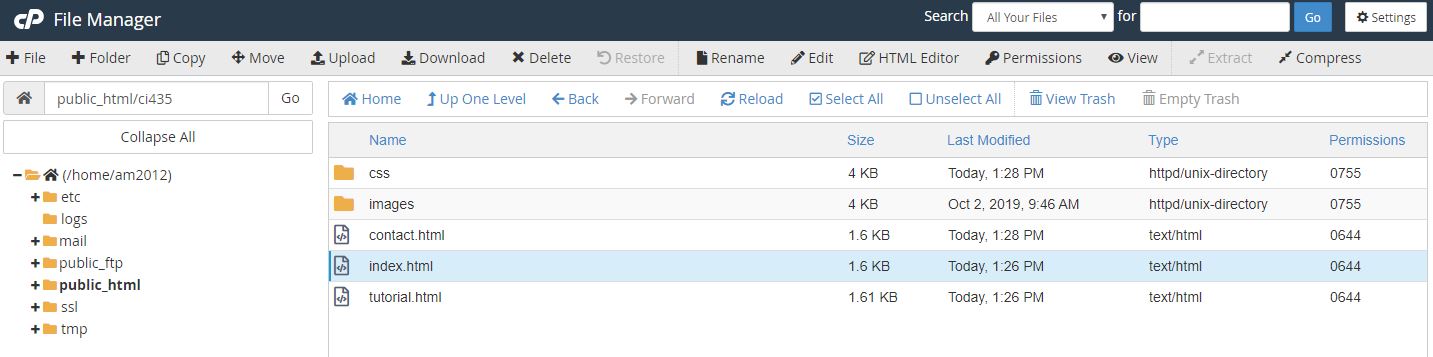 cP File Manager Search All Your Files for Go Settings
File Folder Copy Move Upload Download Delete Restore Rename Edit HTML Editor Permissions View Extract Compress
public_html/ci435 Go
Home Up One Level Back Forward Reload Select All Unselect All View Trash Empty Trash
Collapse All
(/home/am2012)
etc
logs
mail
public_ftp
public_html
ssl
tmp
Name Size Last Modified Type Permissions
css 4 KB Today, 1:28 PM httpd/unix-directory 0755
images 4 KB Oct 2, 2019, 9:46 AM httpd/unix-directory 0755
contact.html 1.6 KB Today, 1:28 PM text/html 0644
index.html 1.6 KB Today, 1:26 PM text/html 0644
tutorial.html 1.61 KB Today, 1:26 PM text/html 0644